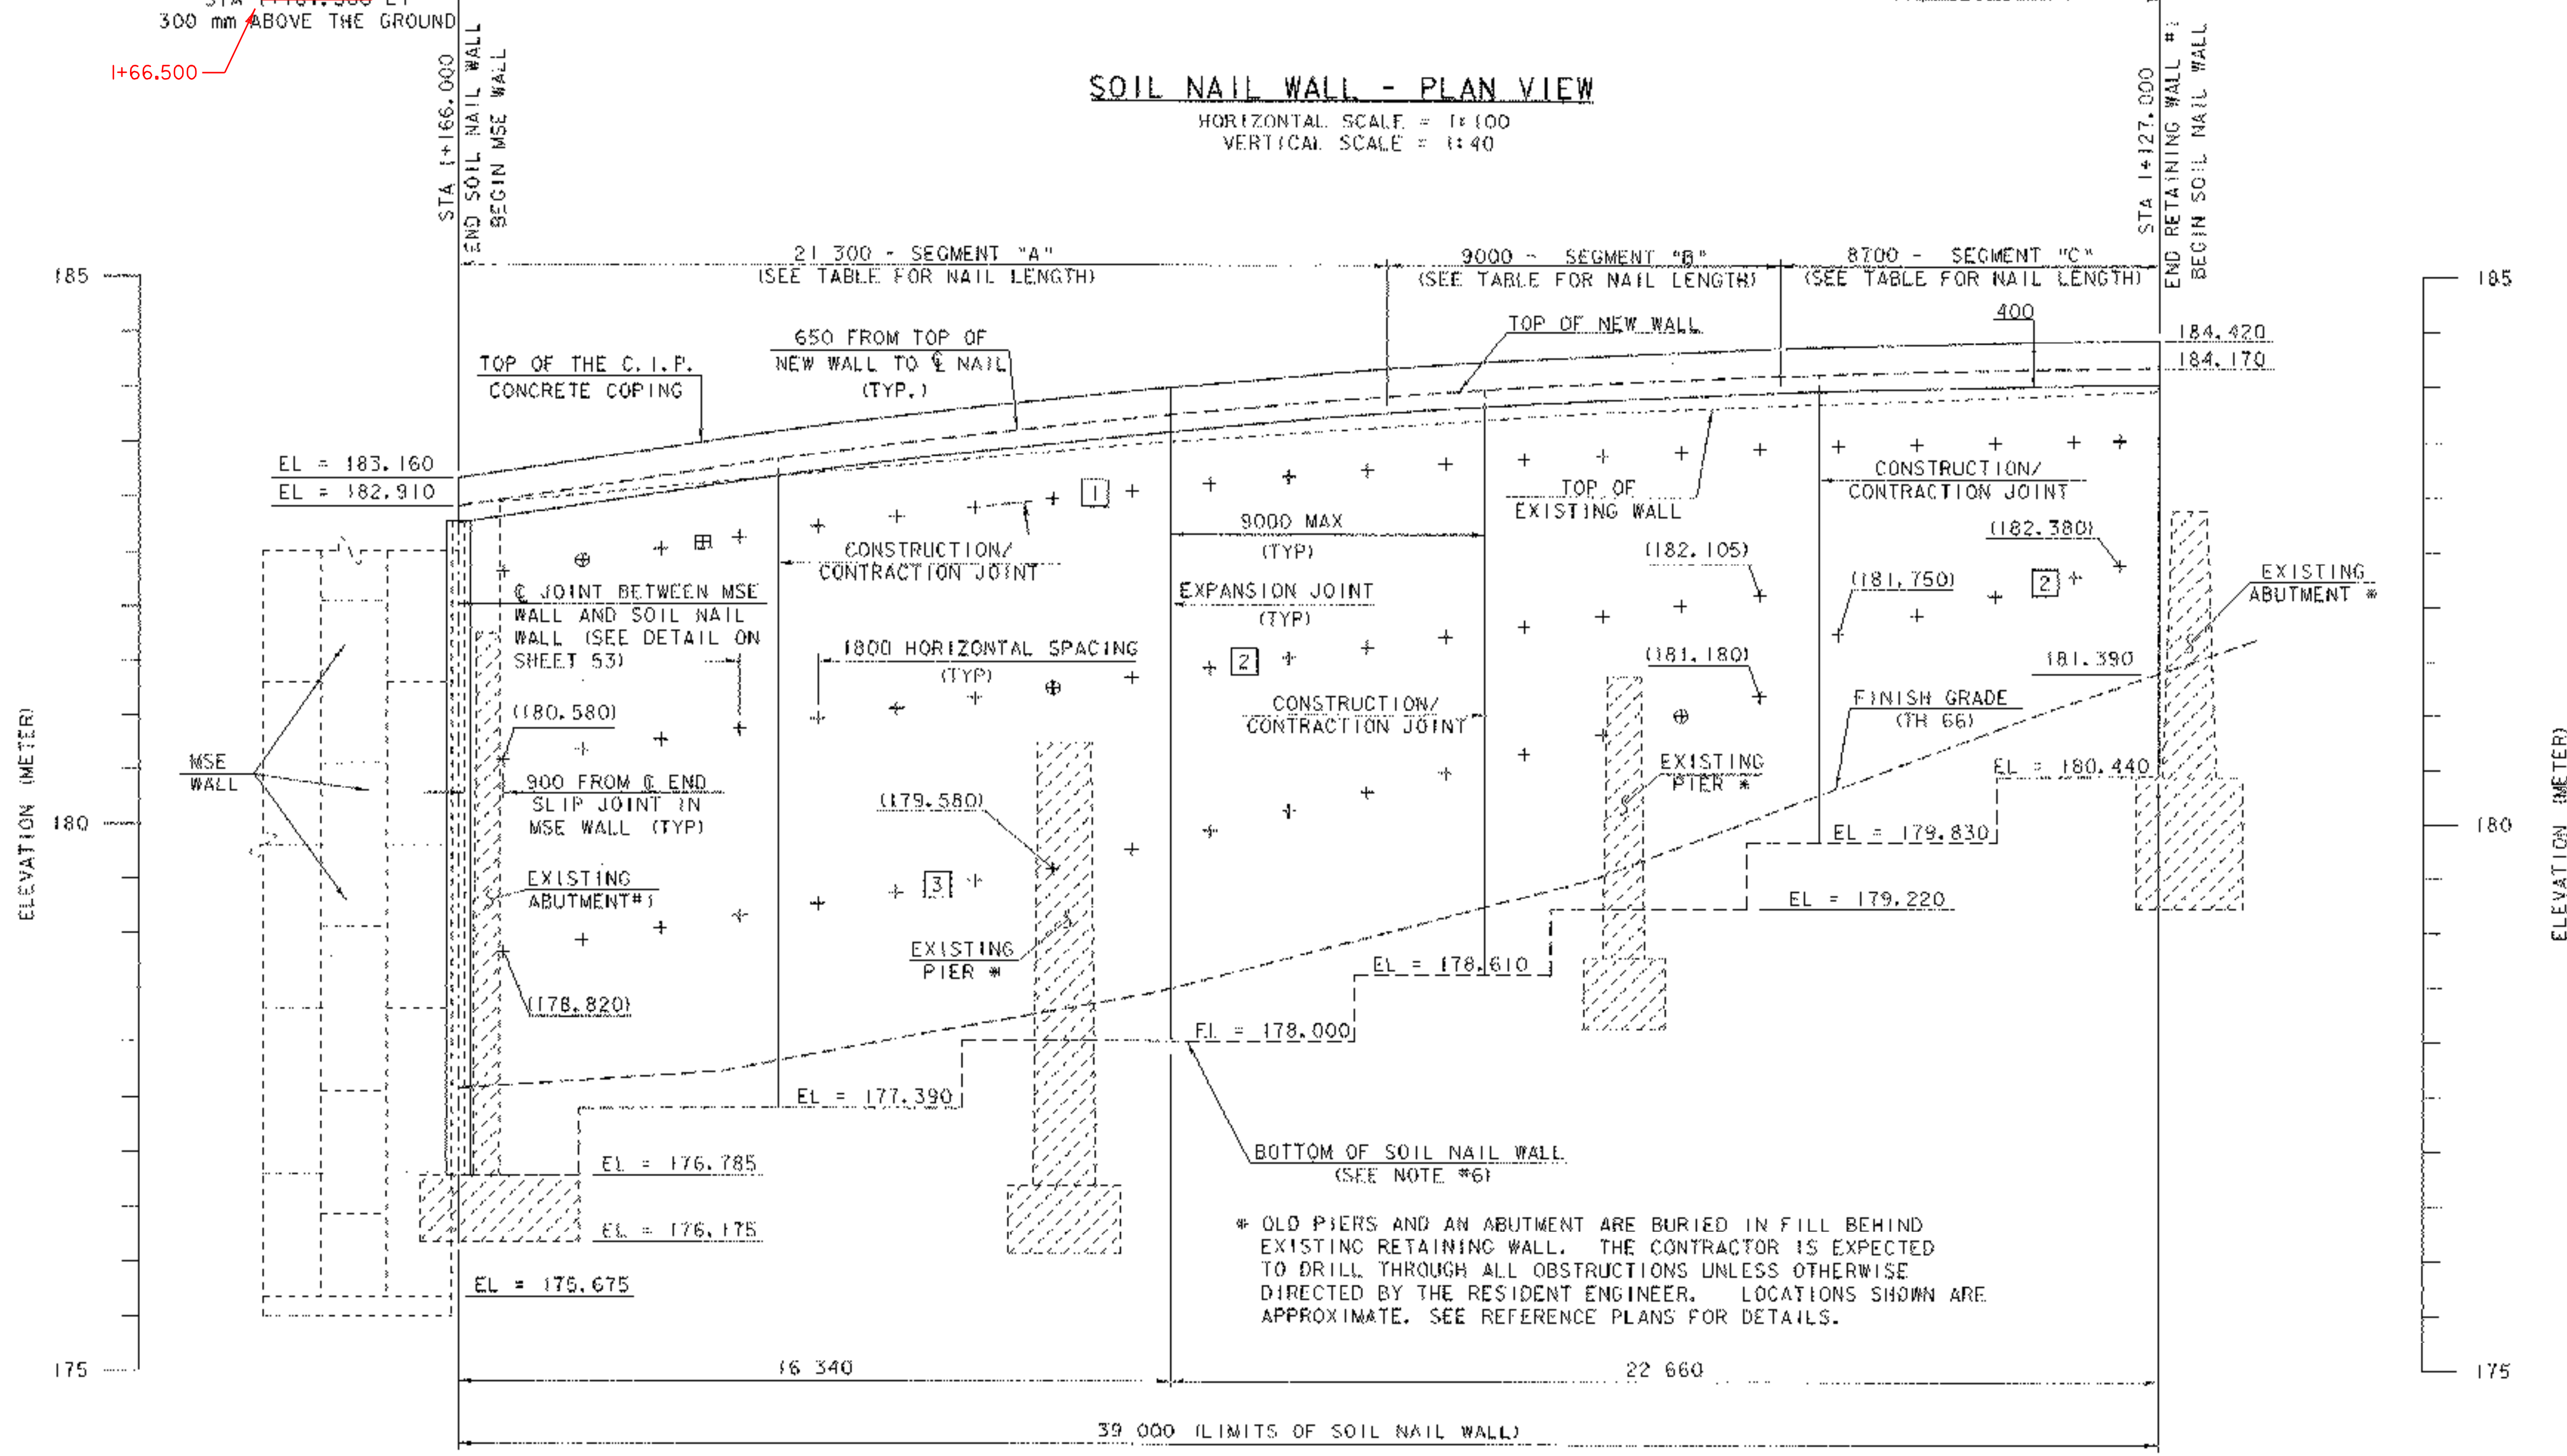 300 mm ABOVE THE GROUND
1+66.500
STA 1+166.000
END SOIL NAIL WALL
BEGIN MSE WALL
SOIL NAIL WALL - PLAN VIEW
HORIZONTAL SCALE = 1:100
VERTICAL SCALE = 1:40
STA 1+127.000
END RETAINING WALL #1
BEGIN SOIL NAIL WALL
21 300 - SEGMENT "A"
(SEE TABLE FOR NAIL LENGTH)
9000 - SEGMENT "B"
(SEE TABLE FOR NAIL LENGTH)
8700 - SEGMENT "C"
(SEE TABLE FOR NAIL LENGTH)
185
185
650 FROM TOP OF
NEW WALL TO ℄ NAIL
(TYP.)
TOP OF THE C.I.P.
CONCRETE COPING
TOP OF NEW WALL
400
184.420
184.170
EL = 183.160
EL = 182.910
1
CONSTRUCTION/
CONTRACTION JOINT
TOP OF
EXISTING WALL
CONSTRUCTION/
CONTRACTION JOINT
9000 MAX
(TYP)
(182.105)
(182.380)
(181.750)
2
EXISTING
ABUTMENT *
℄ JOINT BETWEEN MSE
WALL AND SOIL NAIL
WALL (SEE DETAIL ON
SHEET 53)
EXPANSION JOINT
(TYP)
1800 HORIZONTAL SPACING
(TYP)
2
(181.180)
181.390
(180.580)
CONSTRUCTION/
CONTRACTION JOINT
FINISH GRADE
(TH 66)
MSE
WALL
900 FROM ℄ END
SLIP JOINT IN
MSE WALL (TYP)
(179.580)
EXISTING
PIER *
EL = 180.440
180
180
EL = 179.830
ELEVATION (METER)
ELEVATION (METER)
EXISTING
ABUTMENT#1
3
EL = 179.220
EXISTING
PIER *
EL = 178.610
(178.820)
EL = 178.000
EL = 177.390
BOTTOM OF SOIL NAIL WALL
(SEE NOTE #6)
EL = 176.785
EL = 176.175
EL = 175.675
* OLD PIERS AND AN ABUTMENT ARE BURIED IN FILL BEHIND
EXISTING RETAINING WALL. THE CONTRACTOR IS EXPECTED
TO DRILL THROUGH ALL OBSTRUCTIONS UNLESS OTHERWISE
DIRECTED BY THE RESIDENT ENGINEER. LOCATIONS SHOWN ARE
APPROXIMATE. SEE REFERENCE PLANS FOR DETAILS.
175
175
16 340
22 660
39 000 (LIMITS OF SOIL NAIL WALL)